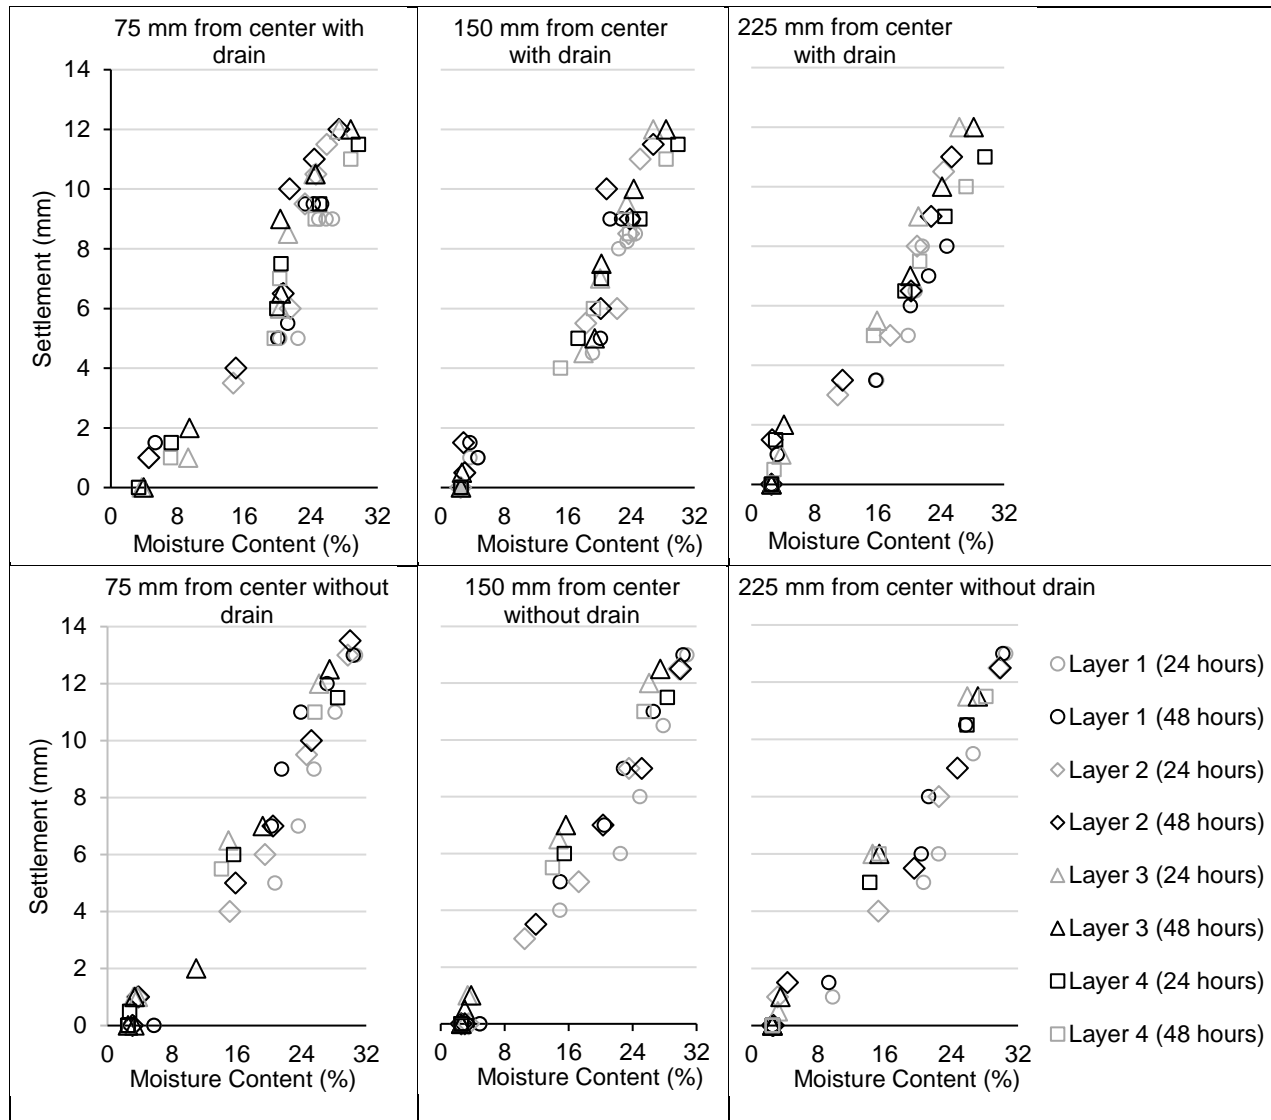 75 mm from center with
drain
14
12
10
8
6
4
2
0
Settlement (mm)
0 8 16 24 32
Moisture Content (%)
150 mm from center
with drain
0 8 16 24 32
Moisture Content (%)
225 mm from center
with drain
0 8 16 24 32
Moisture Content (%)
75 mm from center without
drain
14
12
10
8
6
4
2
0
Settlement (mm)
0 8 16 24 32
Moisture Content (%)
150 mm from center
without drain
0 8 16 24 32
Moisture Content (%)
225 mm from center without drain
0 8 16 24 32
Moisture Content (%)
Layer 1 (24 hours)
Layer 1 (48 hours)
Layer 2 (24 hours)
Layer 2 (48 hours)
Layer 3 (24 hours)
Layer 3 (48 hours)
Layer 4 (24 hours)
Layer 4 (48 hours)